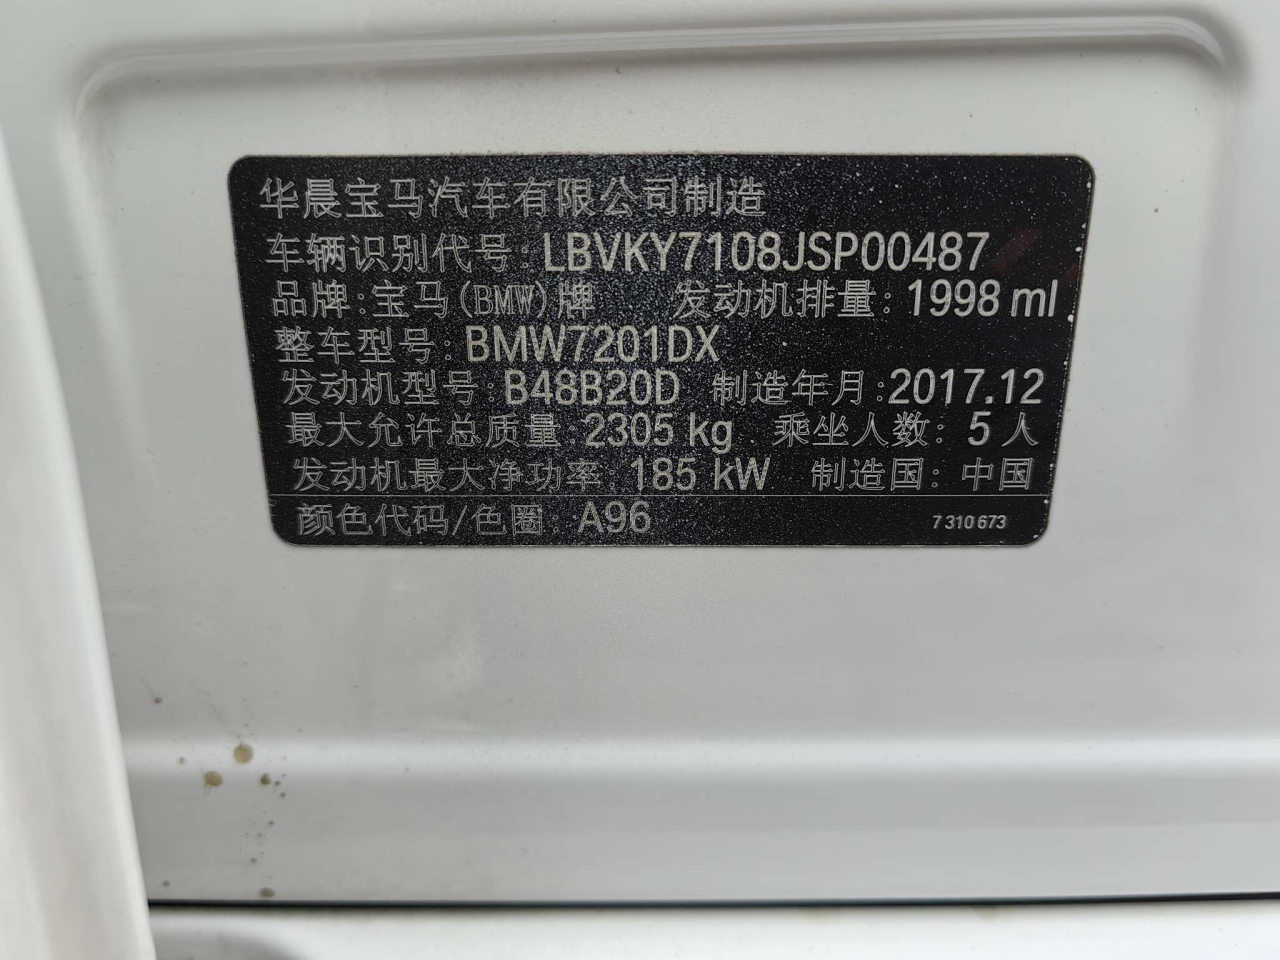 华晨宝马汽车有限公司制造
车辆识别代号: LBVKY7108JSP00487
品牌:宝马(BMW)牌 发动机排量: 1998 ml
整车型号: BMW7201DX
发动机型号: B48B20D 制造年月:2017.12
最大允许总质量: 2305 kg 乘坐人数: 5 人
发动机最大净功率: 185 kW 制造国: 中国
颜色代码/色圈: A96 7 310 673